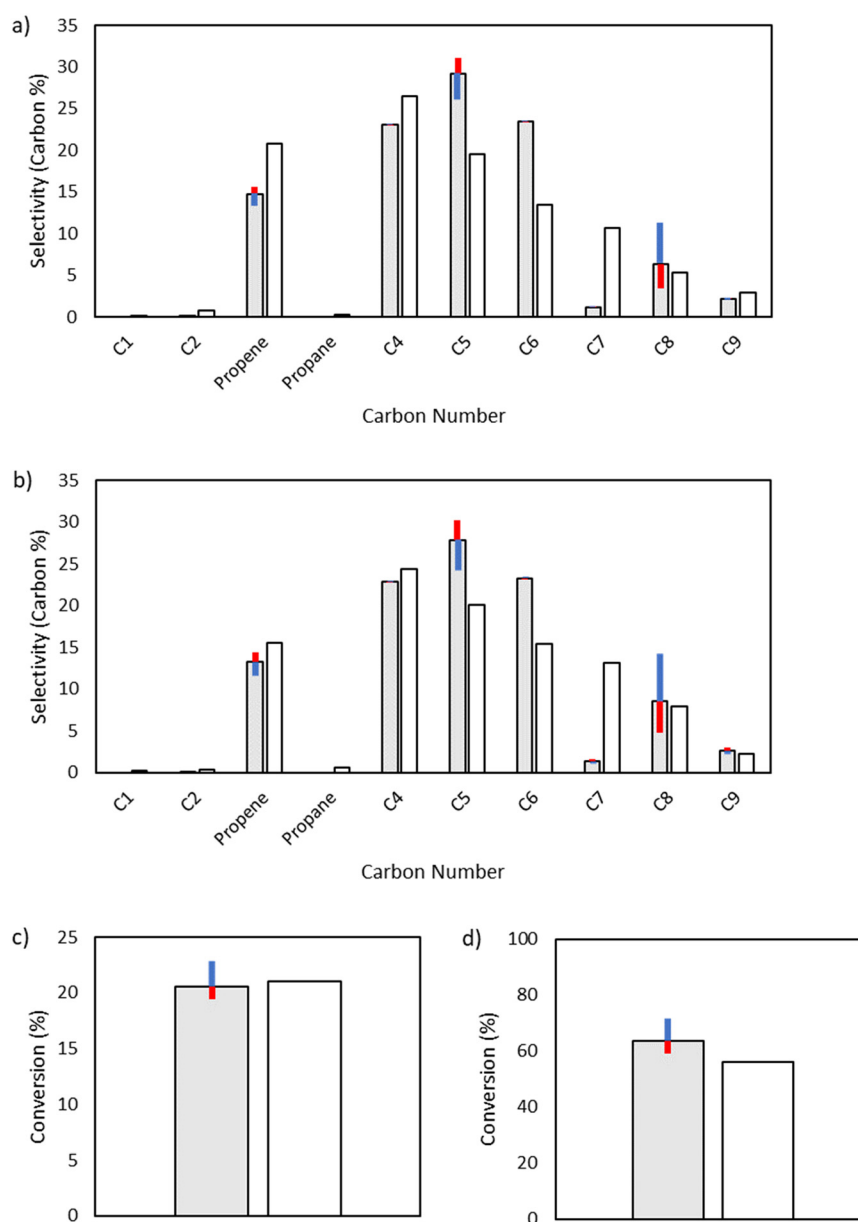 a)
Selectivity (Carbon %)
35
30
25
20
15
10
5
0
C1
C2
Propene
Propane
C4
C5
C6
C7
C8
C9
Carbon Number
b)
Selectivity (Carbon %)
35
30
25
20
15
10
5
0
C1
C2
Propene
Propane
C4
C5
C6
C7
C8
C9
Carbon Number
c)
Conversion (%)
25
20
15
10
5
0
d)
Conversion (%)
100
80
60
40
20
0